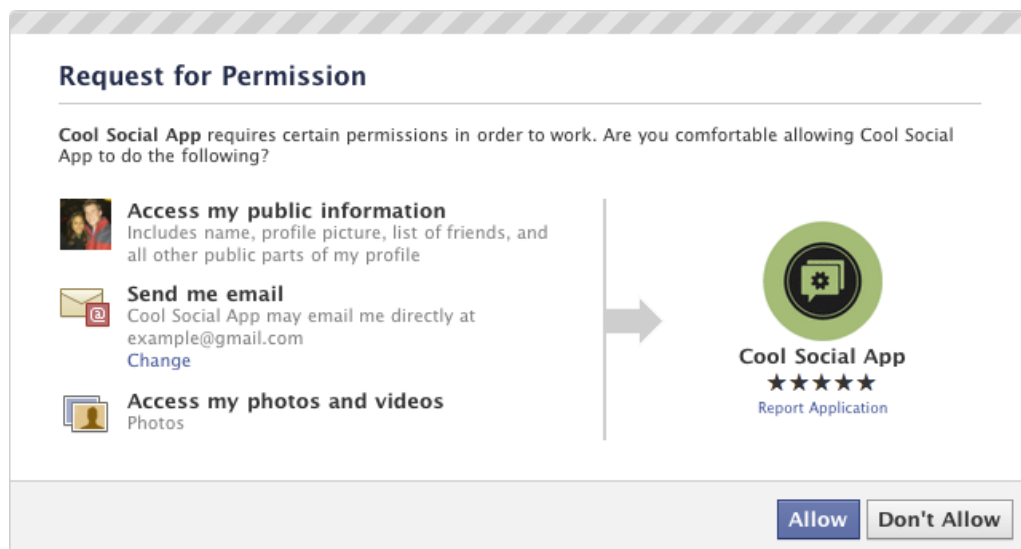 Request for Permission
Cool Social App requires certain permissions in order to work. Are you comfortable allowing Cool Social
App to do the following?
Access my public information
Includes name, profile picture, list of friends, and
all other public parts of my profile
Send me email
Cool Social App may email me directly at
example@gmail.com
Change
Access my photos and videos
Photos
Cool Social App
★★★★★
Report Application
Allow
Don't Allow